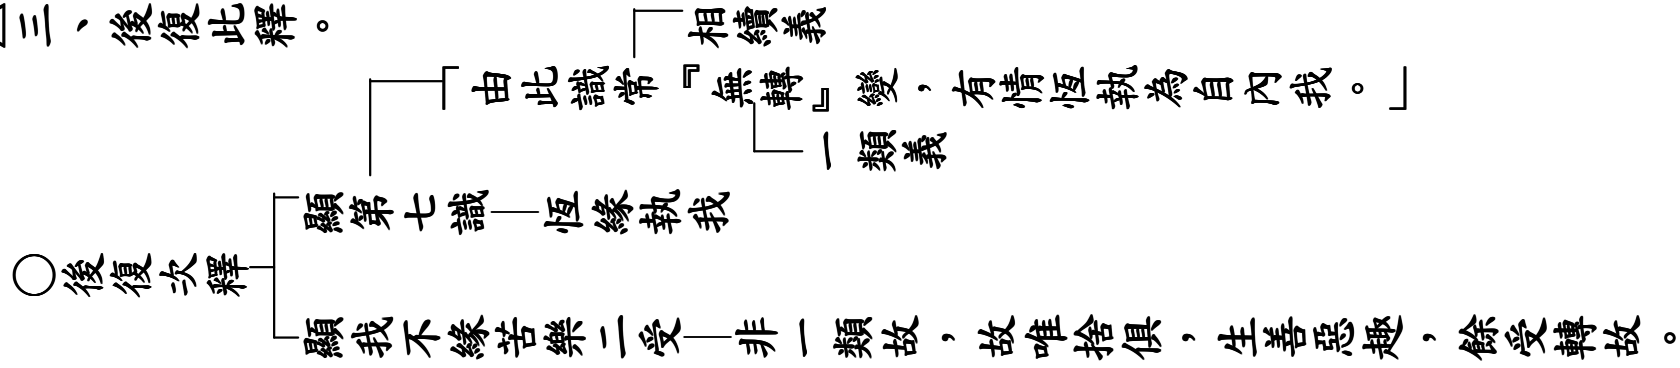 三、後復此釋。
相續義
「由此識常『無轉』變，有情恆執為自內我。」
一類義
顯第七識─恆緣執我
○後復次釋
顯我不緣苦樂二受─非一類故，故唯捨俱，生善惡趣，餘受轉故。